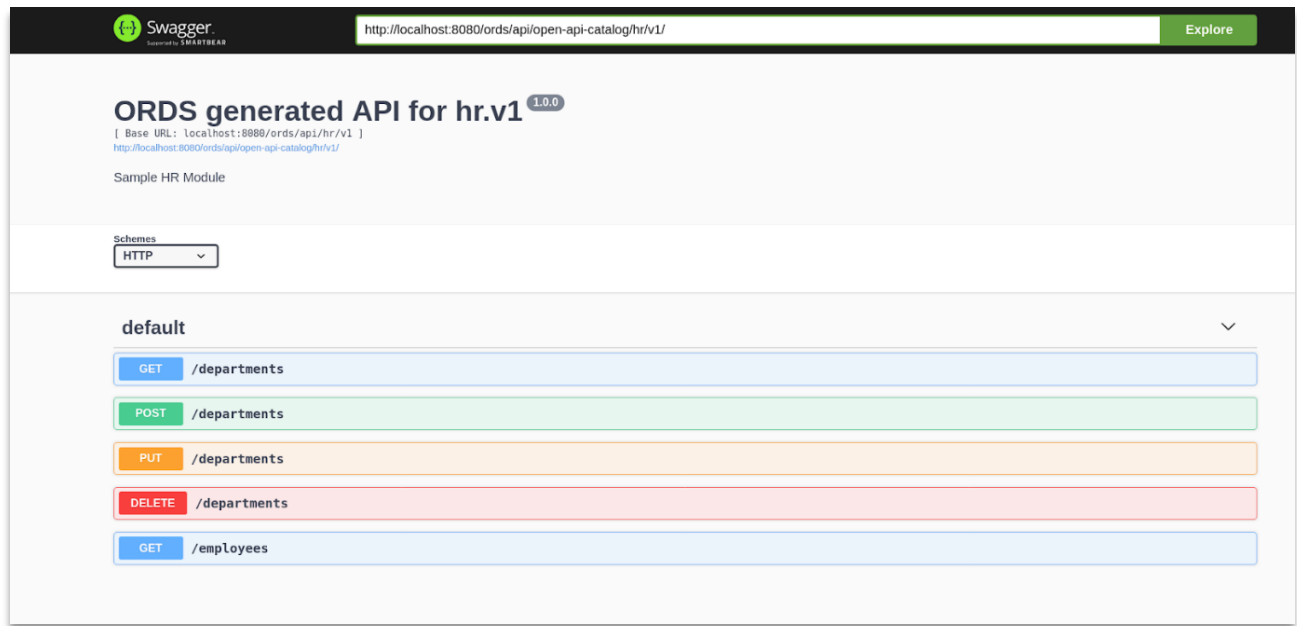 Swagger.
Supported by SMARTBEAR
http://localhost:8080/ords/api/open-api-catalog/hr/v1/
Explore
ORDS generated API for hr.v1 1.0.0
[ Base URL: localhost:8080/ords/api/hr/v1 ]
http://localhost:8080/ords/api/open-api-catalog/hr/v1/
Sample HR Module
Schemes
HTTP
default
GET /departments
POST /departments
PUT /departments
DELETE /departments
GET /employees